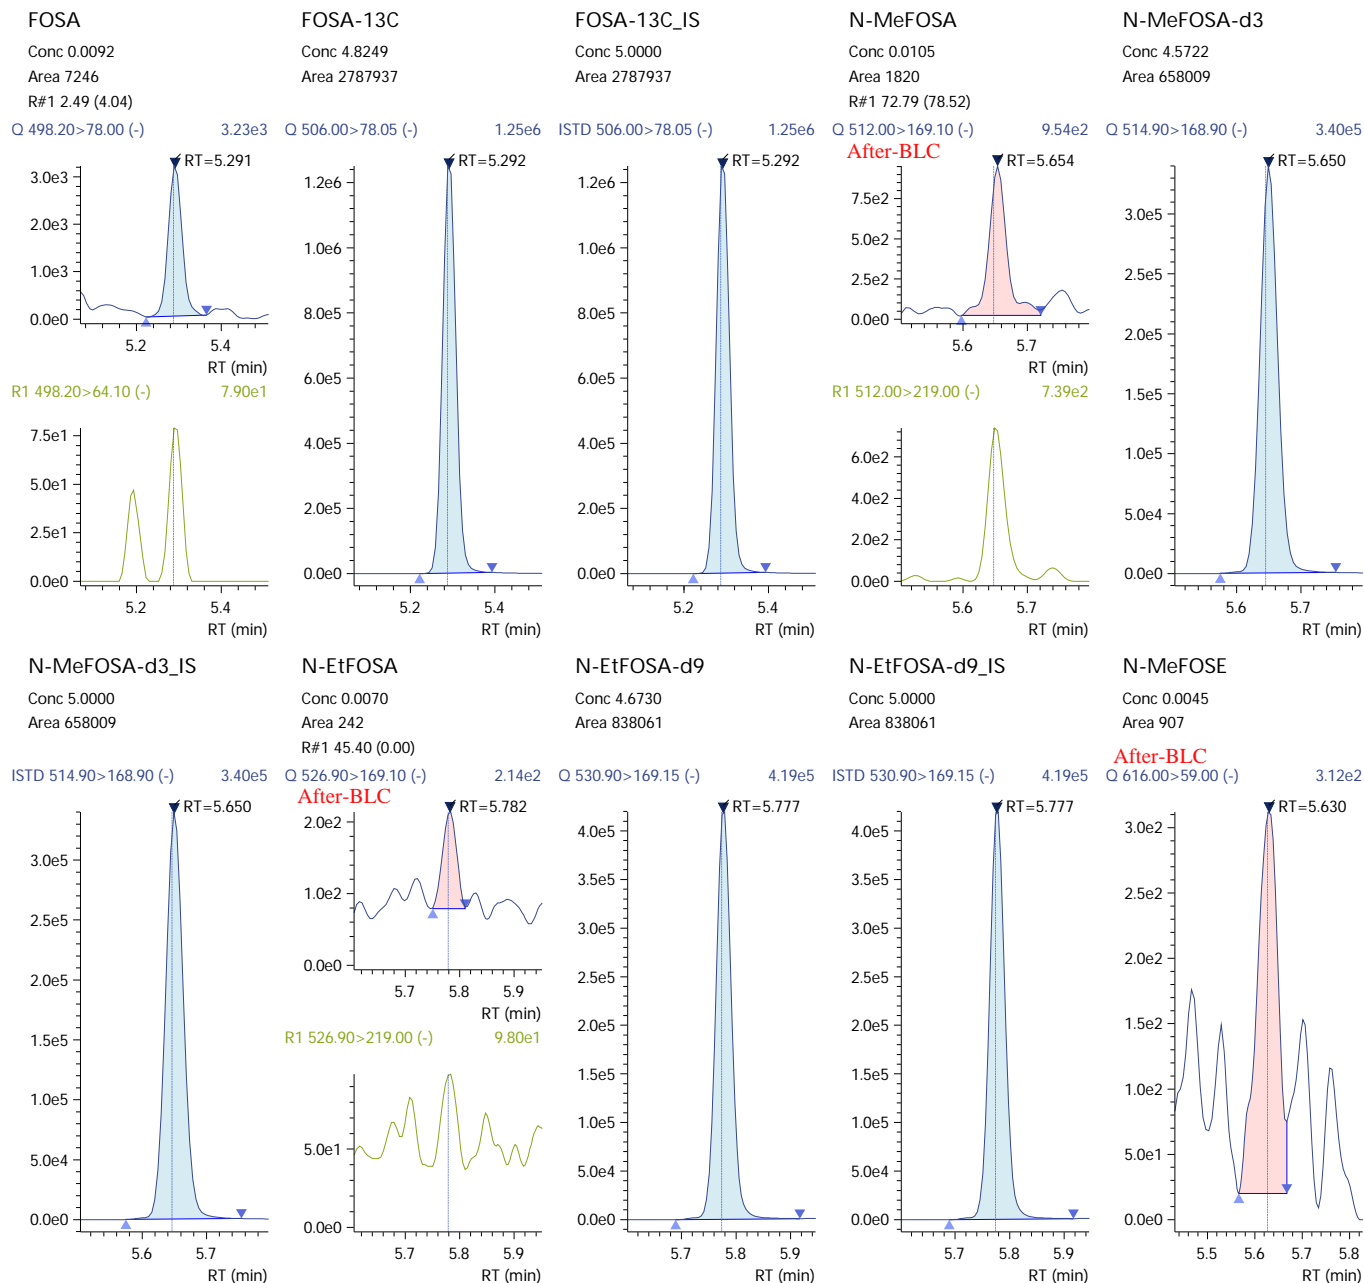 FOSA
Conc 0.0092
Area 7246
R#1 2.49 (4.04)
Q 498.20>78.00 (-) 3.23e3
RT=5.291
3.0e3
2.0e3
1.0e3
0.0e0
5.2 5.4
RT (min)
R1 498.20>64.10 (-) 7.90e1
7.5e1
5.0e1
2.5e1
0.0e0
5.2 5.4
RT (min)
FOSA-13C
Conc 4.8249
Area 2787937
Q 506.00>78.05 (-) 1.25e6
RT=5.292
1.2e6
1.0e6
8.0e5
6.0e5
4.0e5
2.0e5
0.0e0
5.2 5.4
RT (min)
FOSA-13C_IS
Conc 5.0000
Area 2787937
ISTD 506.00>78.05 (-) 1.25e6
RT=5.292
1.2e6
1.0e6
8.0e5
6.0e5
4.0e5
2.0e5
0.0e0
5.2 5.4
RT (min)
N-MeFOSA
Conc 0.0105
Area 1820
R#1 72.79 (78.52)
Q 512.00>169.10 (-) 9.54e2
After-BLC
RT=5.654
7.5e2
5.0e2
2.5e2
0.0e0
5.6 5.7
RT (min)
R1 512.00>219.00 (-) 7.39e2
6.0e2
4.0e2
2.0e2
0.0e0
5.6 5.7
RT (min)
N-MeFOSA-d3
Conc 4.5722
Area 658009
Q 514.90>168.90 (-) 3.40e5
RT=5.650
3.0e5
2.5e5
2.0e5
1.5e5
1.0e5
5.0e4
0.0e0
5.6 5.7
RT (min)
N-MeFOSA-d3_IS
Conc 5.0000
Area 658009
ISTD 514.90>168.90 (-) 3.40e5
RT=5.650
3.0e5
2.5e5
2.0e5
1.5e5
1.0e5
5.0e4
0.0e0
5.6 5.7
RT (min)
N-EtFOSA
Conc 0.0070
Area 242
R#1 45.40 (0.00)
Q 526.90>169.10 (-) 2.14e2
After-BLC
RT=5.782
2.0e2
1.0e2
0.0e0
5.7 5.8 5.9
RT (min)
R1 526.90>219.00 (-) 9.80e1
5.0e1
0.0e0
5.7 5.8 5.9
RT (min)
N-EtFOSA-d9
Conc 4.6730
Area 838061
Q 530.90>169.15 (-) 4.19e5
RT=5.777
4.0e5
3.5e5
3.0e5
2.5e5
2.0e5
1.5e5
1.0e5
5.0e4
0.0e0
5.7 5.8 5.9
RT (min)
N-EtFOSA-d9_IS
Conc 5.0000
Area 838061
ISTD 530.90>169.15 (-) 4.19e5
RT=5.777
4.0e5
3.5e5
3.0e5
2.5e5
2.0e5
1.5e5
1.0e5
5.0e4
0.0e0
5.7 5.8 5.9
RT (min)
N-MeFOSE
Conc 0.0045
Area 907
After-BLC
Q 616.00>59.00 (-) 3.12e2
RT=5.630
3.0e2
2.5e2
2.0e2
1.5e2
1.0e2
5.0e1
0.0e0
5.5 5.6 5.7 5.8
RT (min)